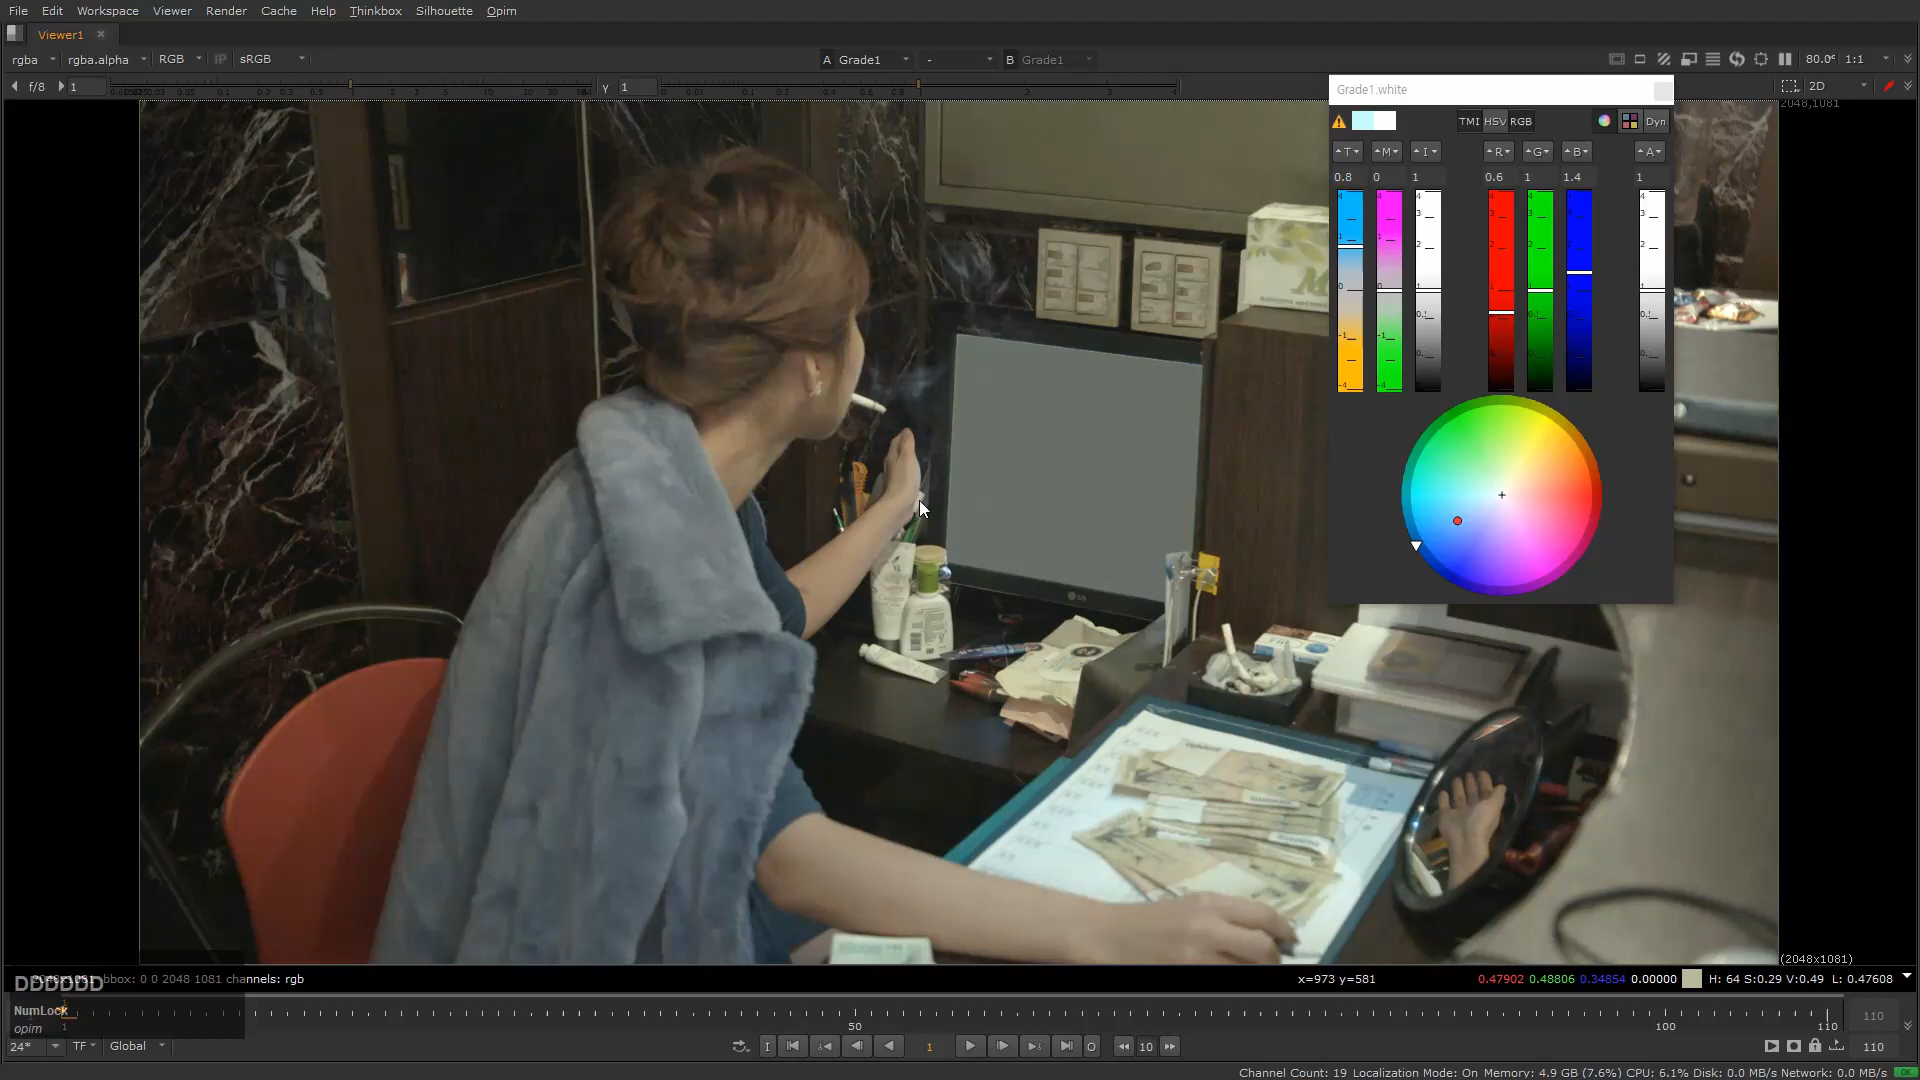 File Edit Workspace Viewer Render Cache Help Thinkbox Silhouette Opim
Viewer1
rgba rgba.alpha RGB IP sRGB A Grade1 - B Grade1 80.0% 1:1
f/8 1 y 1 2D
Grade1.white
2048,1081
TMI HSV RGB Dyn
T M I R G B A
0.8 0 1 0.6 1 1.4 1
LG
(2048x1081)
2048x1081 bbox: 0 0 2048 1081 channels: rgb x=973 y=581 0.47902 0.48806 0.34854 0.00000 H: 64 S:0.29 V:0.49 L: 0.47608
DDDDDD
NumLock
opim
1 50 100 110 110
24* TF Global I 1 O 10 110
Channel Count: 19 Localization Mode: On Memory: 4.9 GB (7.6%) CPU: 6.1% Disk: 0.0 MB/s Network: 0.0 MB/s OK